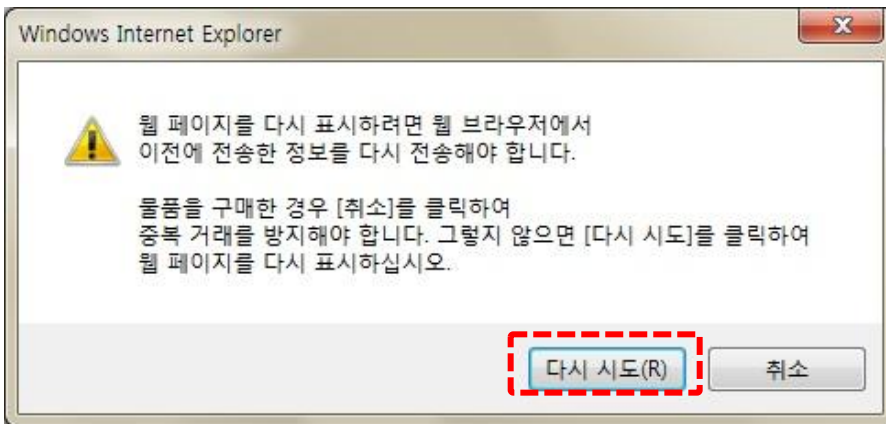 Windows Internet Explorer
웹 페이지를 다시 표시하려면 웹 브라우저에서
이전에 전송한 정보를 다시 전송해야 합니다.
물품을 구매한 경우 [취소]를 클릭하여
중복 거래를 방지해야 합니다. 그렇지 않으면 [다시 시도]를 클릭하여
웹 페이지를 다시 표시하십시오.
다시 시도(R)
취소